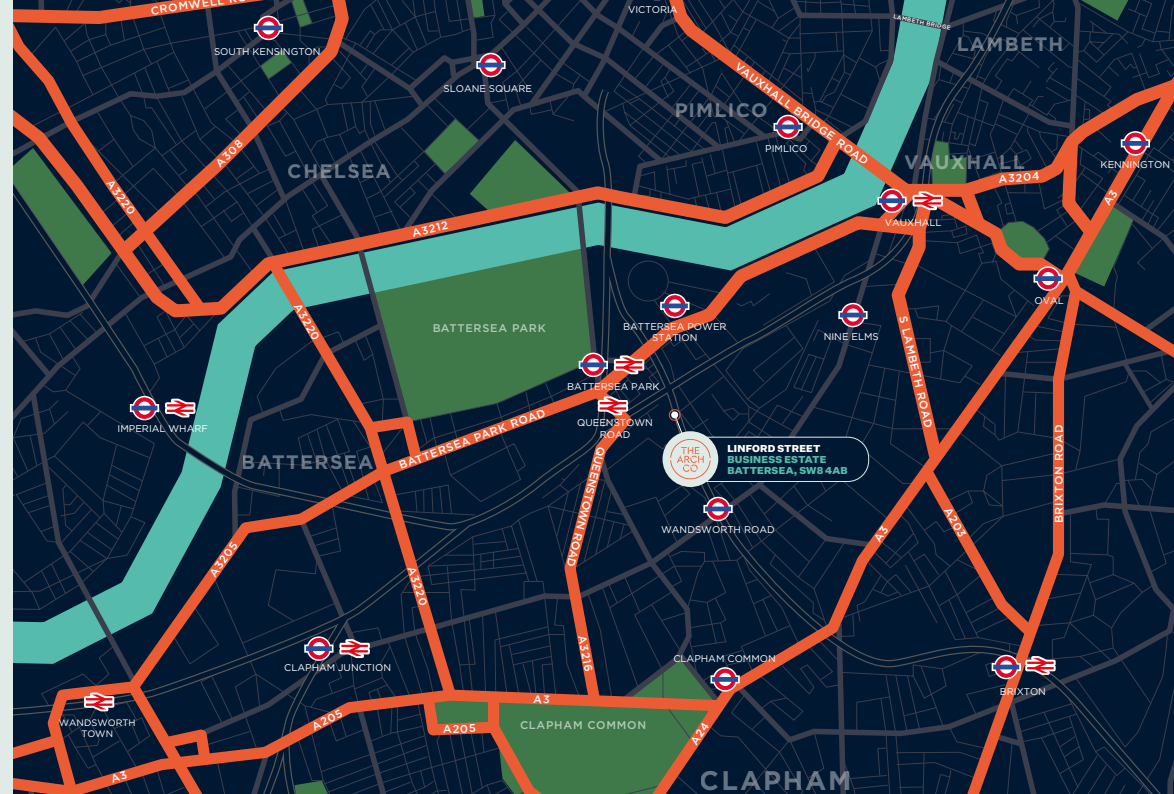 CROMWELL RO
VICTORIA
LAMBETH BRIDGE
SOUTH KENSINGTON
LAMBETH
SLOANE SQUARE
VAUXHALL BRIDGE ROAD
PIMLICO
PIMLICO
A308
CHELSEA
VAUXHALL
KENNINGTON
A3204
A3220
A3
A3212
VAUXHALL
OVAL
A3220
BATTERSEA PARK
BATTERSEA POWER
STATION
NINE ELMS
S LAMBETH ROAD
BATTERSEA PARK
IMPERIAL WHARF
BATTERSEA PARK ROAD
QUEENSTOWN
ROAD
BATTERSEA
THE
ARCH
CO
LINFORD STREET
BUSINESS ESTATE
BATTERSEA, SW8 4AB
QUEENSTOWN ROAD
BRIXTON ROAD
WANDSWORTH ROAD
A3
A203
A3205
A3220
A3216
CLAPHAM JUNCTION
CLAPHAM COMMON
BRIXTON
WANDSWORTH
TOWN
A3
A205
A205
CLAPHAM COMMON
A24
A3
CLAPHAM